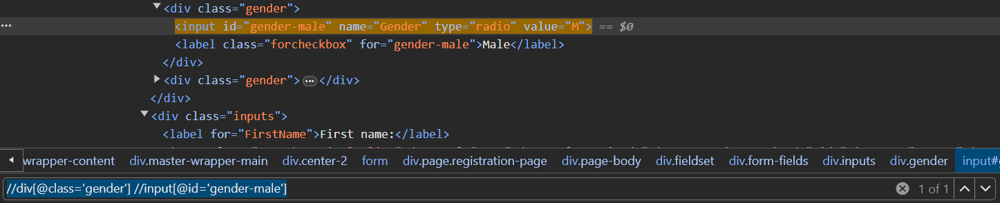 <div class="gender">
<input id="gender-male" name="Gender" type="radio" value="M"> == $0
<label class="forcheckbox" for="gender-male">Male</label>
</div>
<div class="gender">…</div>
</div>
<div class="inputs">
<label for="FirstName">First name:</label>
wrapper-content div.master-wrapper-main div.center-2 form div.page.registration-page div.page-body div.fieldset div.form-fields div.inputs div.gender input#
//div[@class='gender'] //input[@id='gender-male'] 1 of 1